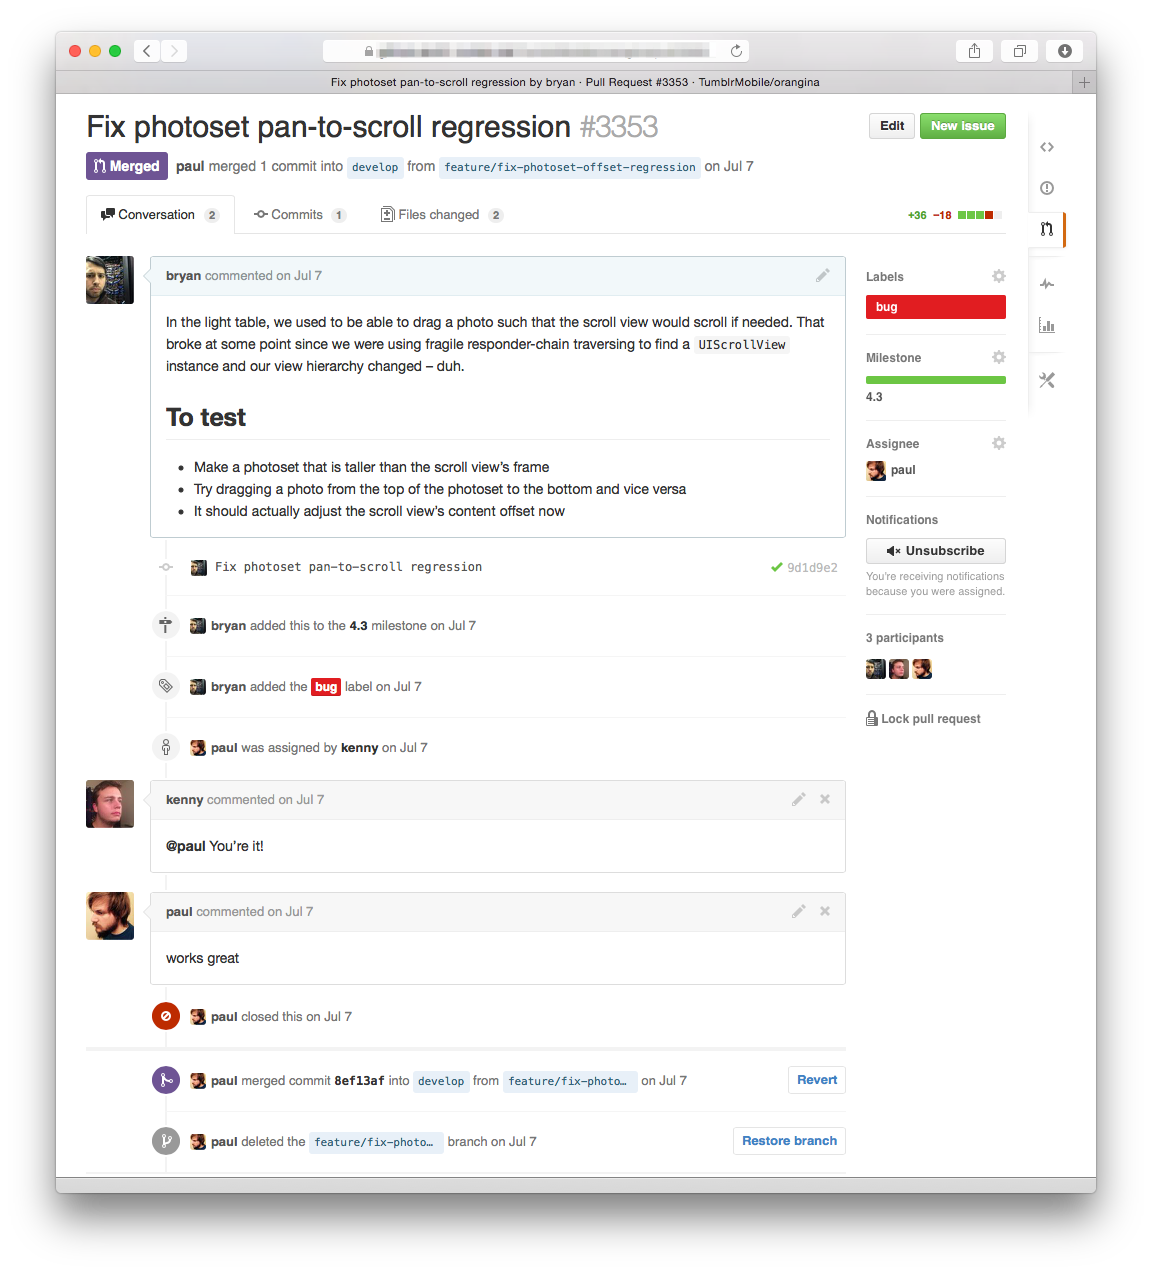 Fix photoset pan-to-scroll regression by bryan · Pull Request #3353 · TumblrMobile/orangina
Fix photoset pan-to-scroll regression #3353
Edit
New issue
Merged
paul merged 1 commit into develop from feature/fix-photoset-offset-regression on Jul 7
Conversation 2
Commits 1
Files changed 2
+36 −18
bryan commented on Jul 7
In the light table, we used to be able to drag a photo such that the scroll view would scroll if needed. That
broke at some point since we were using fragile responder-chain traversing to find a UIScrollView
instance and our view hierarchy changed – duh.
To test
• Make a photoset that is taller than the scroll view's frame
• Try dragging a photo from the top of the photoset to the bottom and vice versa
• It should actually adjust the scroll view's content offset now
Fix photoset pan-to-scroll regression
9d1d9e2
bryan added this to the 4.3 milestone on Jul 7
bryan added the bug label on Jul 7
paul was assigned by kenny on Jul 7
kenny commented on Jul 7
@paul You're it!
paul commented on Jul 7
works great
paul closed this on Jul 7
paul merged commit 8ef13af into develop from feature/fix-photo… on Jul 7
Revert
paul deleted the feature/fix-photo… branch on Jul 7
Restore branch
Labels
bug
Milestone
4.3
Assignee
paul
Notifications
Unsubscribe
You're receiving notifications
because you were assigned.
3 participants
Lock pull request